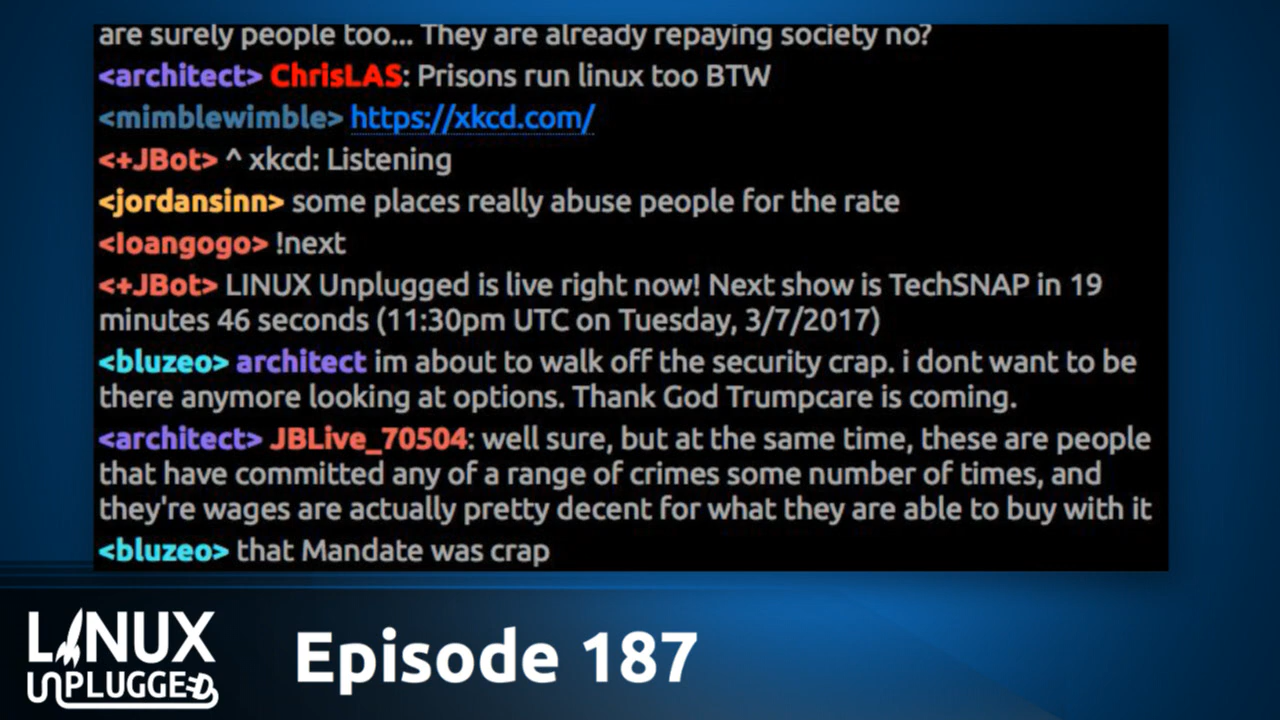 are surely people too... They are already repaying society no?
<architect> ChrisLAS: Prisons run linux too BTW
<mimblewimble> https://xkcd.com/
<+JBot> ^ xkcd: Listening
<jordansinn> some places really abuse people for the rate
<loangogo> !next
<+JBot> LINUX Unplugged is live right now! Next show is TechSNAP in 19
minutes 46 seconds (11:30pm UTC on Tuesday, 3/7/2017)
<bluzeo> architect im about to walk off the security crap. i dont want to be
there anymore looking at options. Thank God Trumpcare is coming.
<architect> JBLive_70504: well sure, but at the same time, these are people
that have committed any of a range of crimes some number of times, and
they're wages are actually pretty decent for what they are able to buy with it
<bluzeo> that Mandate was crap
LINUX
UNPLUGGED
Episode 187